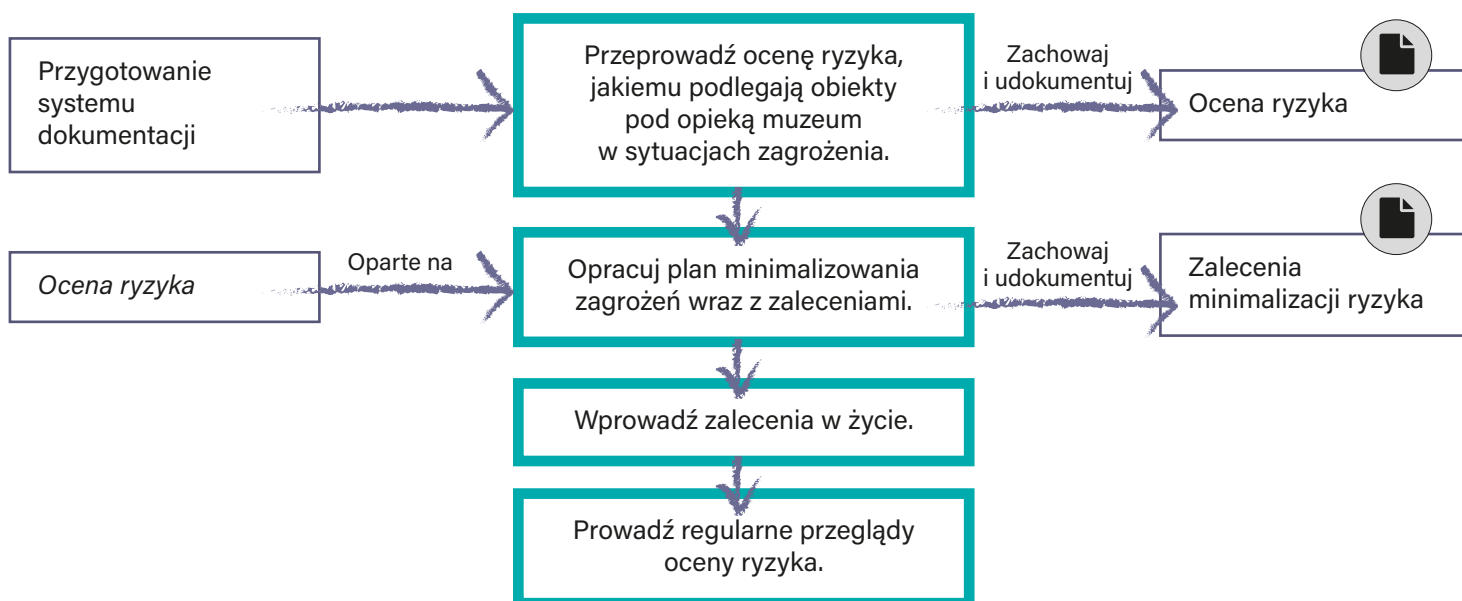 Przygotowanie
systemu
dokumentacji
Przeprowadź ocenę ryzyka,
jakiemu podlegają obiekty
pod opieką muzeum
w sytuacjach zagrożenia.
Zachowaj
i udokumentuj
Ocena ryzyka
Ocena ryzyka
Oparte na
Opracuj plan minimalizowania
zagrożeń wraz z zaleceniami.
Zachowaj
i udokumentuj
Zalecenia
minimalizacji ryzyka
Wprowadź zalecenia w życie.
Prowadź regularne przeglądy
oceny ryzyka.